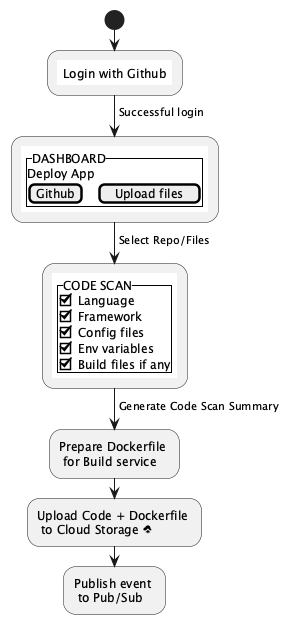 Login with Github
Successful login
DASHBOARD
Deploy App
Github Upload files
Select Repo/Files
CODE SCAN
Language
Framework
Config files
Env variables
Build files if any
Generate Code Scan Summary
Prepare Dockerfile
for Build service
Upload Code + Dockerfile
to Cloud Storage
Publish event
to Pub/Sub